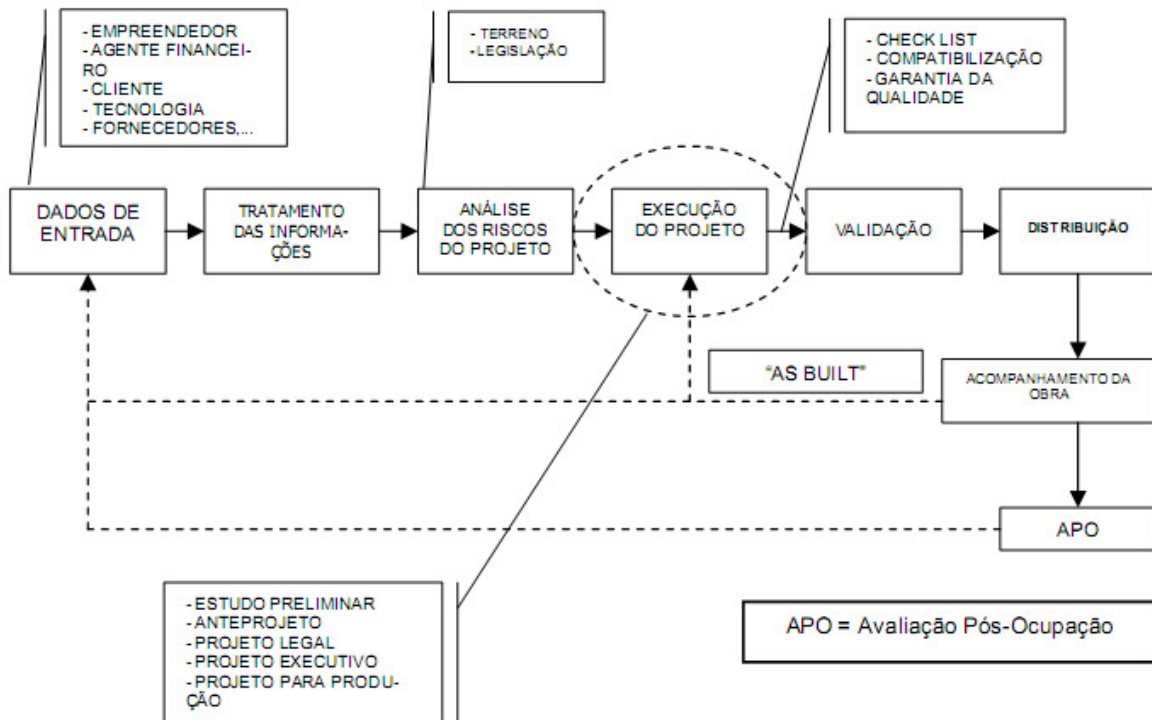 - EMPREENDEDOR
- AGENTE FINANCEI-
RO
- CLIENTE
- TECNOLOGIA
- FORNECEDORES,...
- TERRENO
- LEGISLAÇÃO
- CHECK LIST
- COMPATIBILIZAÇÃO
- GARANTIA DA
QUALIDADE
DADOS DE
ENTRADA
TRATAMENTO
DAS INFORMA-
ÇÕES
ANÁLISE
DOS RISCOS
DO PROJETO
EXECUÇÃO
DO PROJETO
VALIDAÇÃO
DISTRIBUIÇÃO
"AS BUILT"
ACOMPANHAMENTO DA
OBRA
APO
- ESTUDO PRELIMINAR
- ANTEPROJETO
- PROJETO LEGAL
- PROJETO EXECUTIVO
- PROJETO PARA PRODU-
ÇÃO
APO = Avaliação Pós-Ocupação